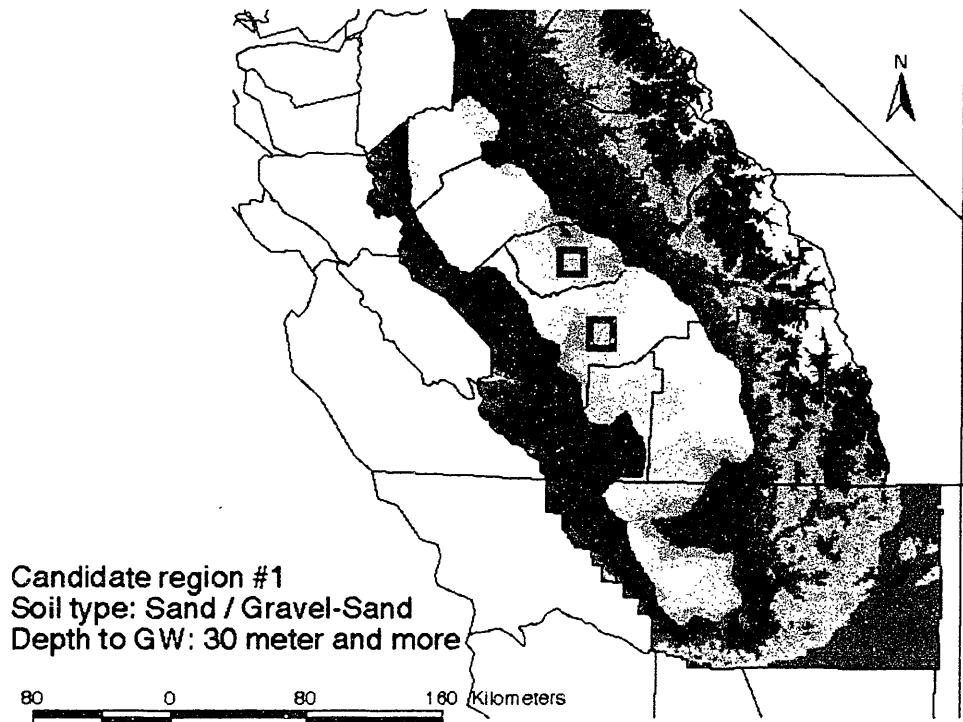 N
Candidate region #1
Soil type: Sand / Gravel-Sand
Depth to GW: 30 meter and more
80 0 80 160 Kilometers